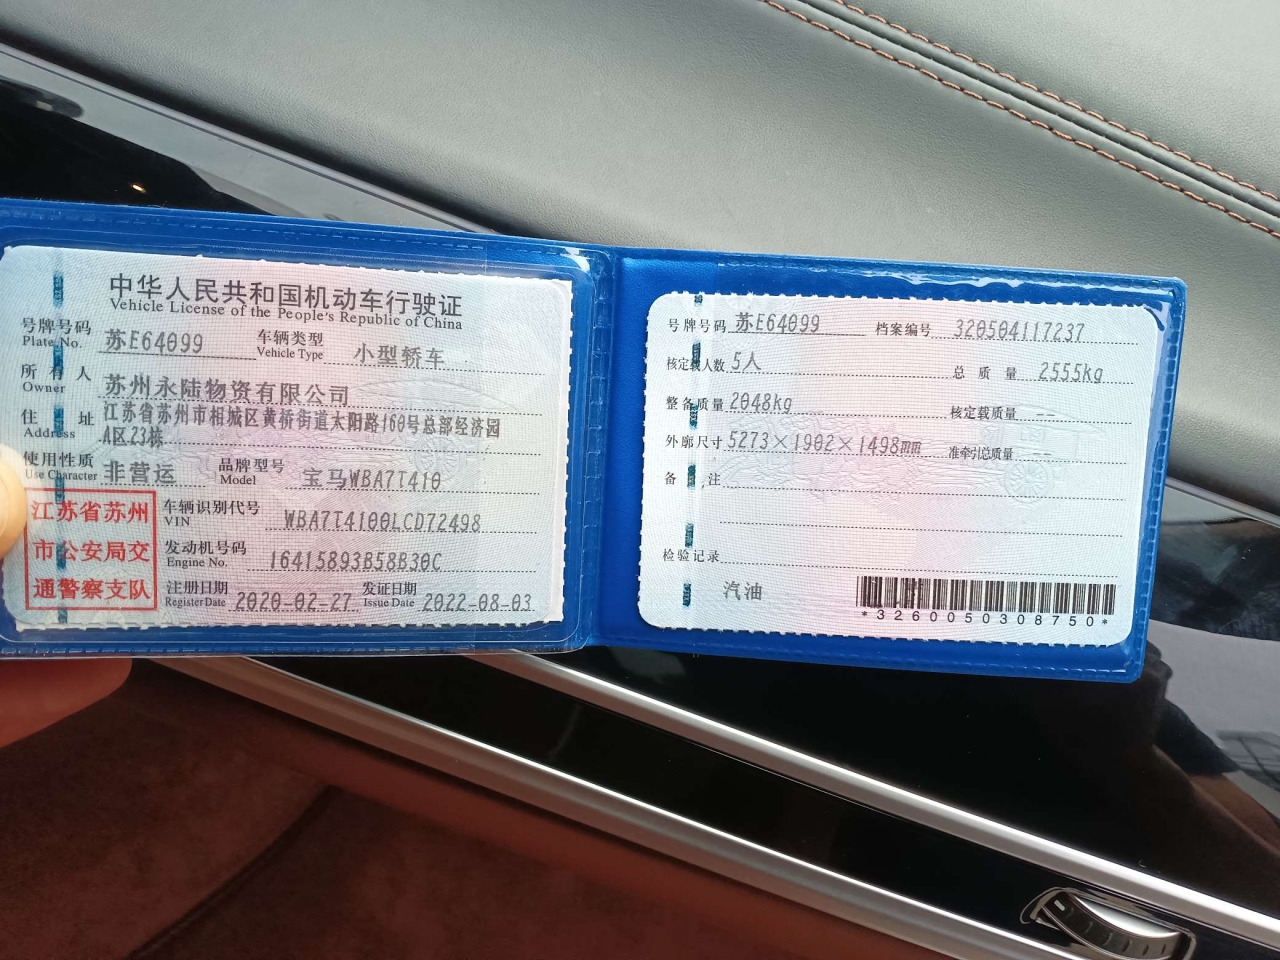 中华人民共和国机动车行驶证
Vehicle License of the People's Republic of China
号牌号码 苏E64099 车辆类型 小型轿车
Plate No. Vehicle Type
所有人 苏州永陆物资有限公司
Owner
住址 江苏省苏州市相城区黄桥街道太阳路160号总部经济园
Address A区23栋
使用性质 非营运 品牌型号 宝马WBA7T410
Use Character Model
江苏省苏州
市公安局交
通警察支队
车辆识别代号 WBA7T4100LCD72498
VIN
发动机号码 16415893B58B30C
Engine No.
注册日期 2020-02-27 发证日期 2022-08-03
Register Date Issue Date
号牌号码 苏E64099 档案编号 320504117237
核定载人数 5人 总质量 2555kg
整备质量 2048kg 核定载质量 --
外廓尺寸 5273×1902×1498mm 准牵引总质量 --
备注
检验记录
汽油
*3260050308750*